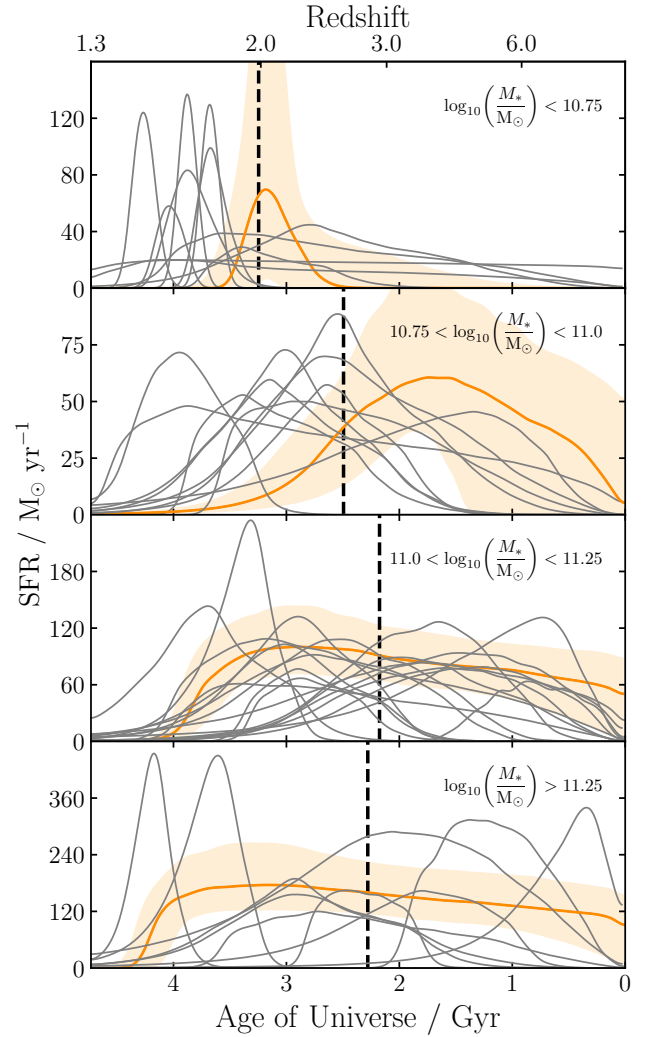 Redshift
1.3 2.0 3.0 6.0
log₁₀(M*/M⊙) < 10.75
120
80
40
0
10.75 < log₁₀(M*/M⊙) < 11.0
75
50
25
0
11.0 < log₁₀(M*/M⊙) < 11.25
180
120
60
0
log₁₀(M*/M⊙) > 11.25
360
240
120
0
SFR / M⊙ yr⁻¹
4 3 2 1 0
Age of Universe / Gyr